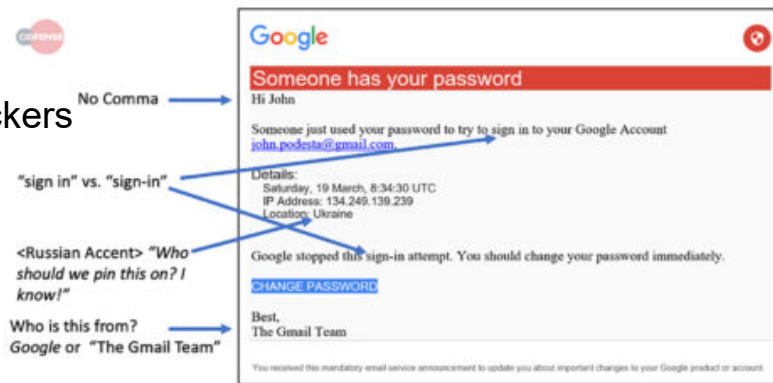 COFENSE
Google
Someone has your password
No Comma
Hi John
ckers
Someone just used your password to try to sign in to your Google Account
john.podesta@gmail.com.
"sign in" vs. "sign-in"
Details:
Saturday, 19 March, 8:34:30 UTC
IP Address: 134.249.139.239
Location: Ukraine
<Russian Accent> "Who
should we pin this on? I
know!"
Google stopped this sign-in attempt. You should change your password immediately.
CHANGE PASSWORD
Who is this from?
Google or "The Gmail Team"
Best,
The Gmail Team
You received this mandatory email service announcement to update you about important changes to your Google product or account.